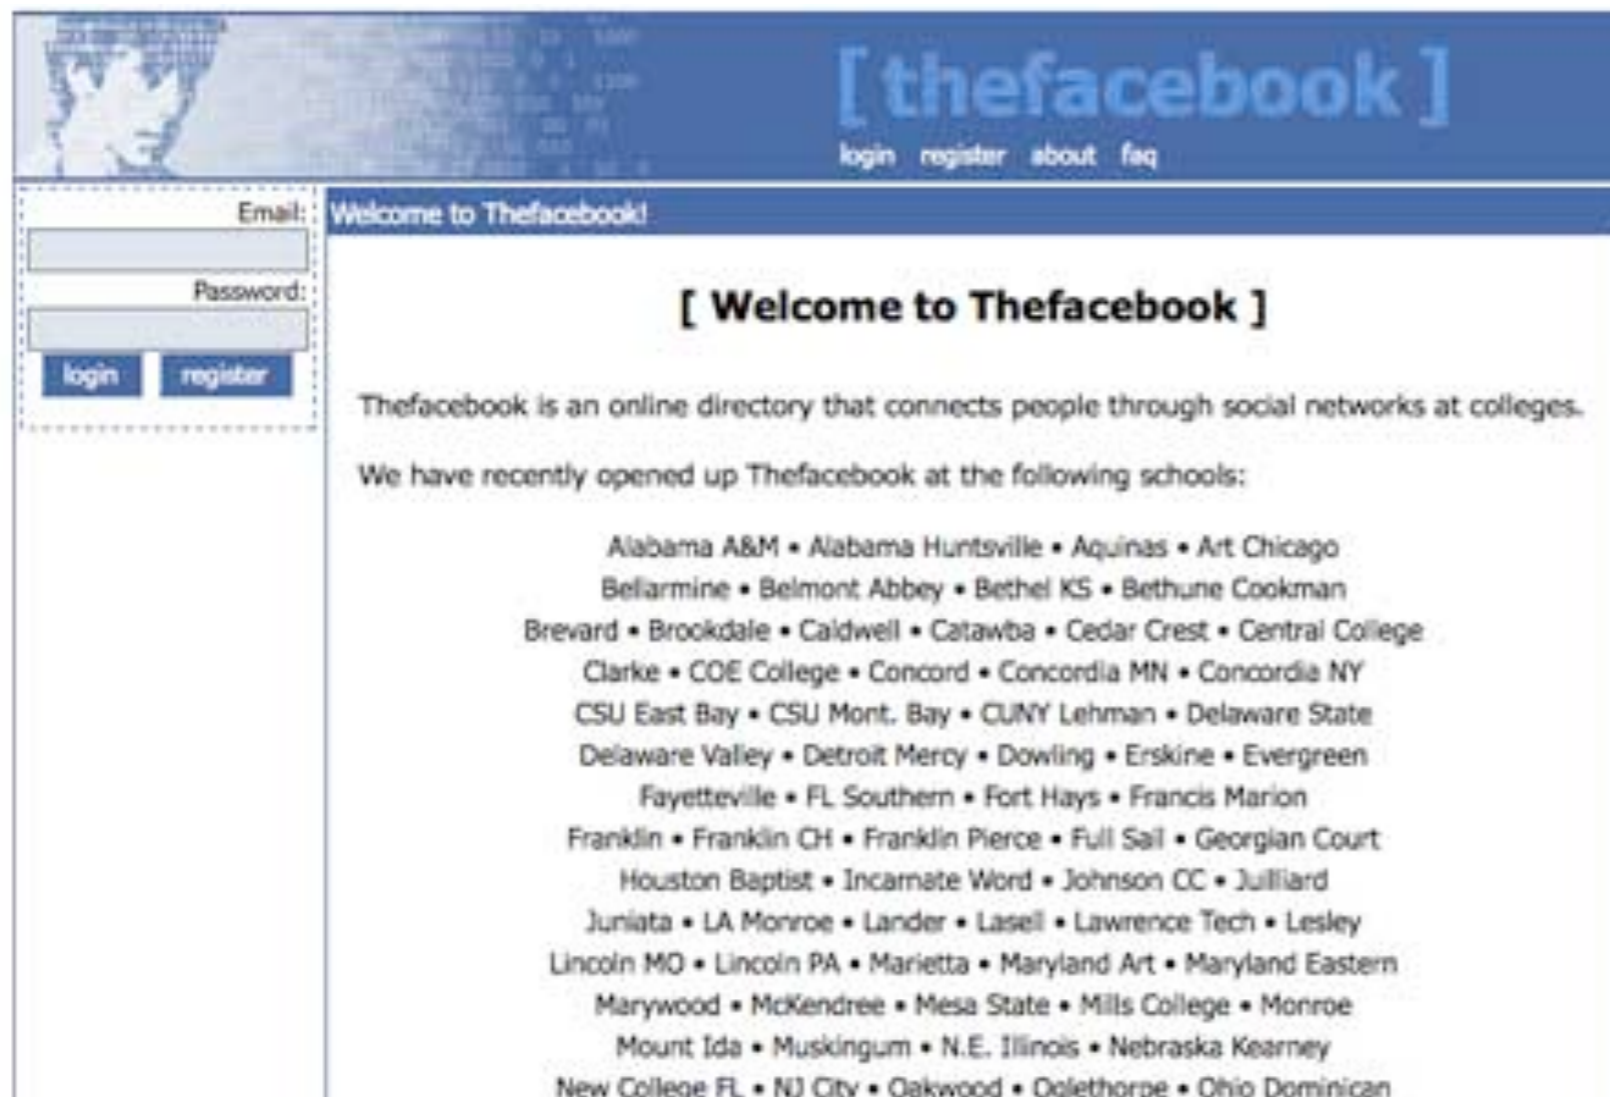 [ thefacebook ]
login register about faq
Email:
Password:
login register
Welcome to Thefacebook!
[ Welcome to Thefacebook ]
Thefacebook is an online directory that connects people through social networks at colleges.
We have recently opened up Thefacebook at the following schools:
Alabama A&M • Alabama Huntsville • Aquinas • Art Chicago
Bellarmine • Belmont Abbey • Bethel KS • Bethune Cookman
Brevard • Brookdale • Caldwell • Catawba • Cedar Crest • Central College
Clarke • COE College • Concord • Concordia MN • Concordia NY
CSU East Bay • CSU Mont. Bay • CUNY Lehman • Delaware State
Delaware Valley • Detroit Mercy • Dowling • Erskine • Evergreen
Fayetteville • FL Southern • Fort Hays • Francis Marion
Franklin • Franklin CH • Franklin Pierce • Full Sail • Georgian Court
Houston Baptist • Incarnate Word • Johnson CC • Juilliard
Juniata • LA Monroe • Lander • Lasell • Lawrence Tech • Lesley
Lincoln MO • Lincoln PA • Marietta • Maryland Art • Maryland Eastern
Marywood • McKendree • Mesa State • Mills College • Monroe
Mount Ida • Muskingum • N.E. Illinois • Nebraska Kearney
New College FL • NJ City • Oakwood • Oglethorpe • Ohio Dominican